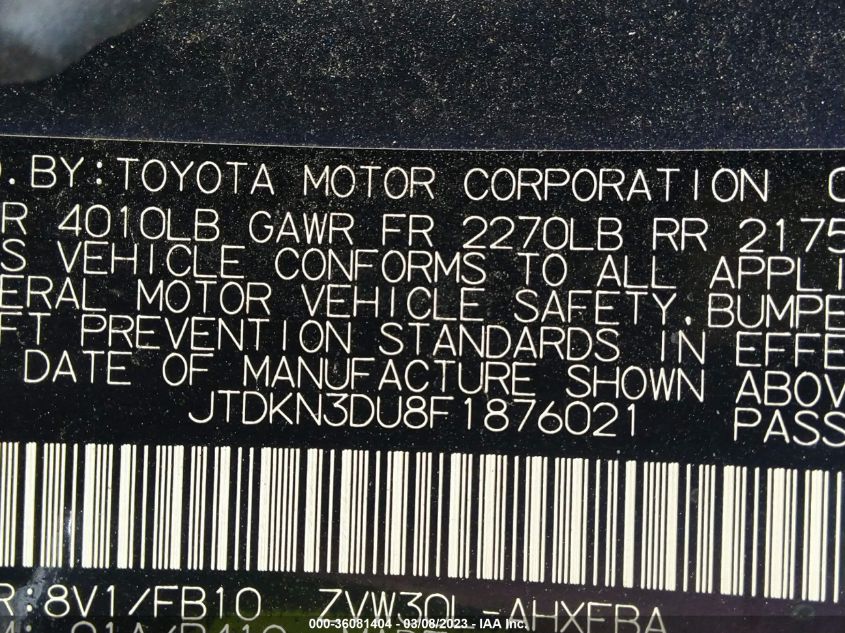 D. BY: TOYOTA MOTOR CORPORATION
R 4010LB GAWR FR 2270LB RR 2175
S VEHICLE CONFORMS TO ALL APPLI
ERAL MOTOR VEHICLE SAFETY, BUMPE
FT PREVENTION STANDARDS IN EFFE
DATE OF MANUFACTURE SHOWN ABOV
JTDKN3DU8F1876021 PASS
R:8V1/FB10 ZVW30L-AHXEBA
000-36081404 - 03/08/2023 - IAA Inc.